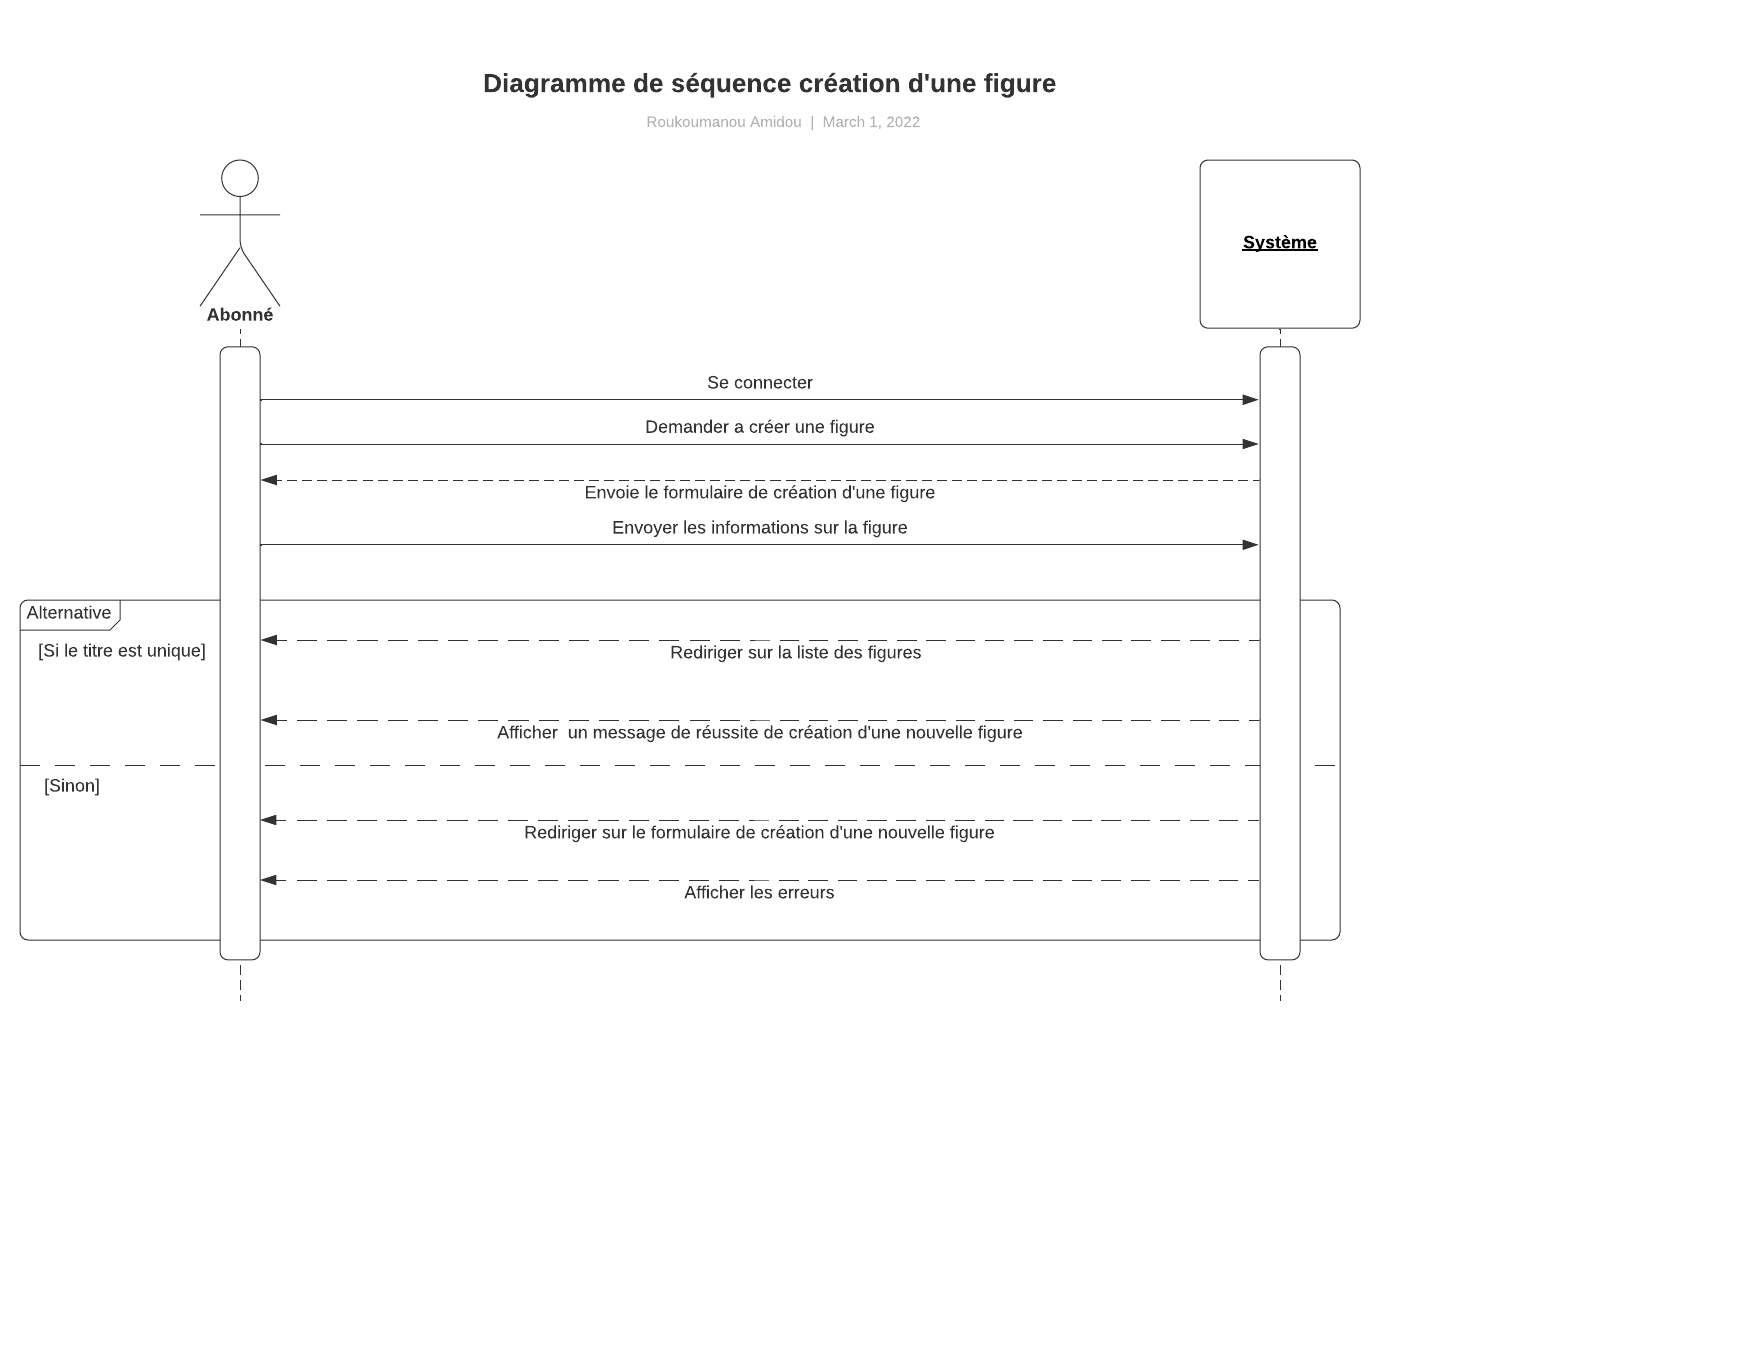 Diagramme de séquence création d'une figure
Roukoumanou Amidou | March 1, 2022
Abonné
Système
Se connecter
Demander a créer une figure
Envoie le formulaire de création d'une figure
Envoyer les informations sur la figure
Alternative
[Si le titre est unique]
Rediriger sur la liste des figures
Afficher  un message de réussite de création d'une nouvelle figure
[Sinon]
Rediriger sur le formulaire de création d'une nouvelle figure
Afficher les erreurs